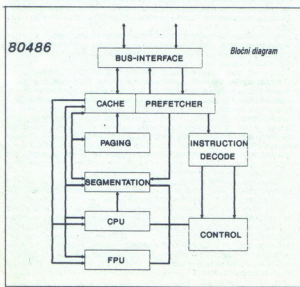 80486
Bločni diagram
BUS-INTERFACE
CACHE
PREFETCHER
PAGING
INSTRUCTION
DECODE
SEGMENTATION
CPU
CONTROL
FPU